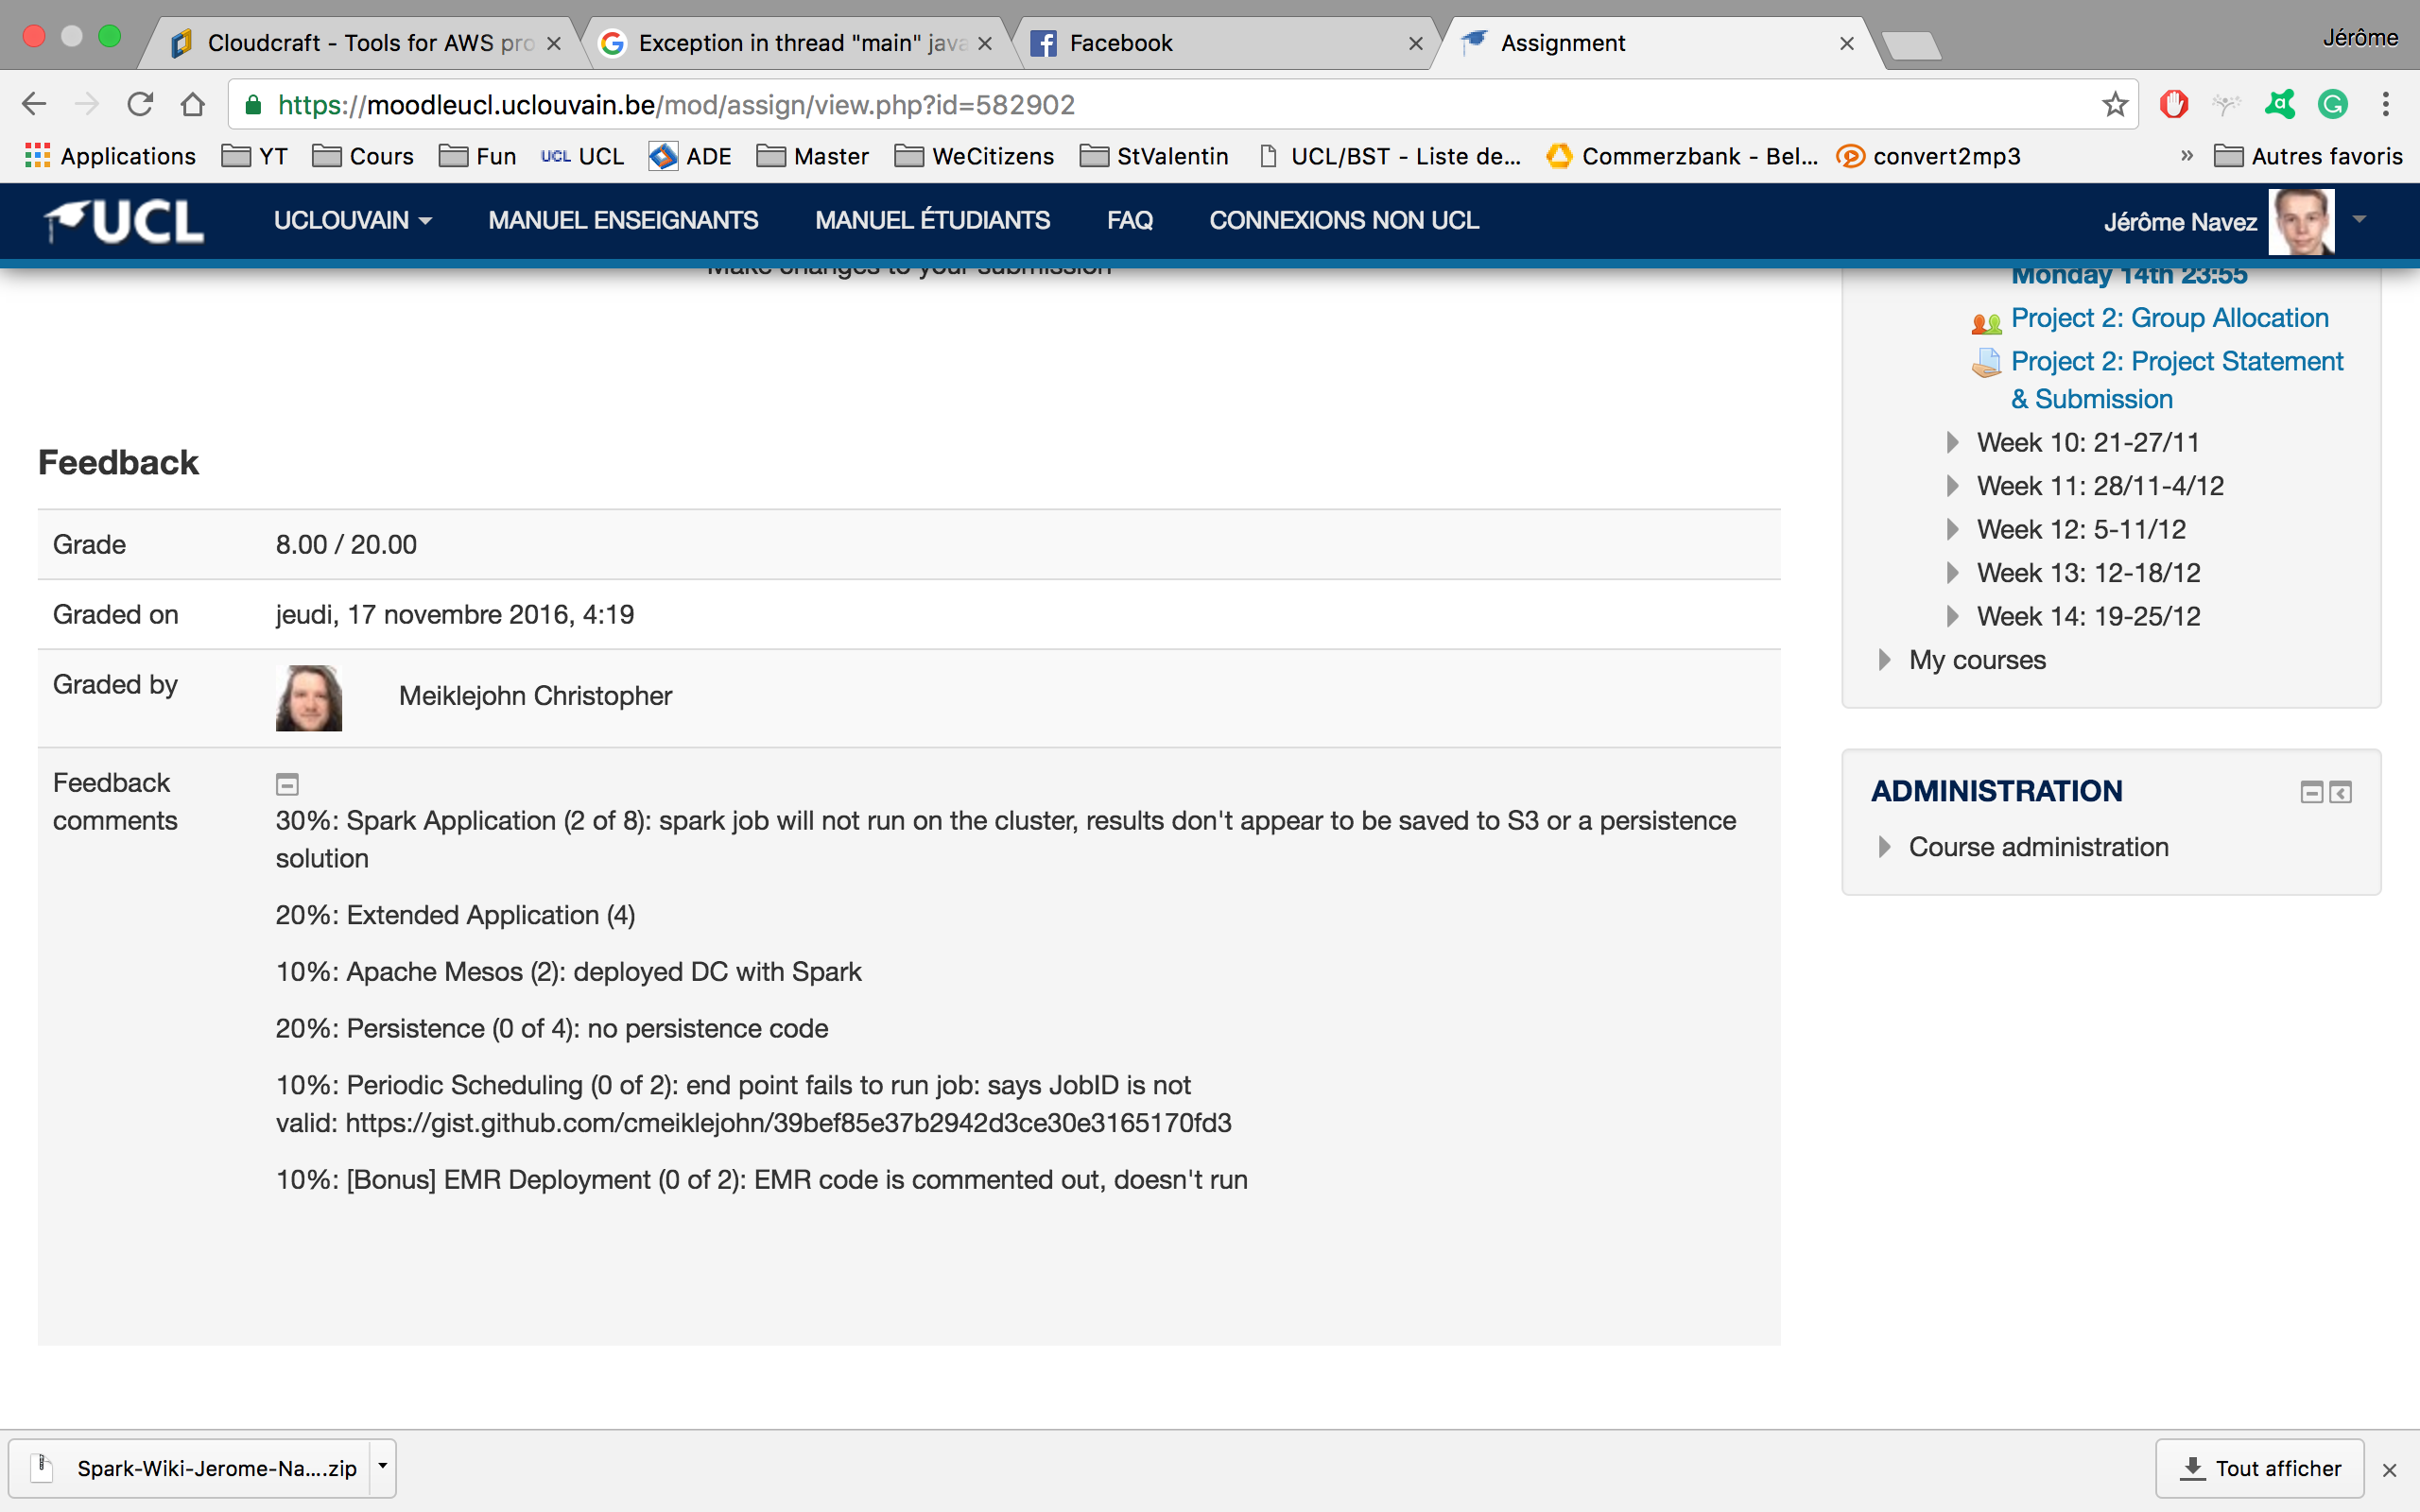 Cloudcraft - Tools for AWS pro
Exception in thread "main" java
Facebook
Assignment
Jérôme
https://moodleucl.uclouvain.be/mod/assign/view.php?id=582902
Applications
YT
Cours
Fun
UCL UCL
ADE
Master
WeCitizens
StValentin
UCL/BST - Liste de...
Commerzbank - Bel...
convert2mp3
»
Autres favoris
UCL
UCLOUVAIN
MANUEL ENSEIGNANTS
MANUEL ÉTUDIANTS
FAQ
CONNEXIONS NON UCL
Jérôme Navez
Make changes to your submission
Feedback
Grade 8.00 / 20.00
Graded on jeudi, 17 novembre 2016, 4:19
Graded by Meiklejohn Christopher
Feedback
comments
30%: Spark Application (2 of 8): spark job will not run on the cluster, results don't appear to be saved to S3 or a persistence
solution
20%: Extended Application (4)
10%: Apache Mesos (2): deployed DC with Spark
20%: Persistence (0 of 4): no persistence code
10%: Periodic Scheduling (0 of 2): end point fails to run job: says JobID is not
valid: https://gist.github.com/cmeiklejohn/39bef85e37b2942d3ce30e3165170fd3
10%: [Bonus] EMR Deployment (0 of 2): EMR code is commented out, doesn't run
Monday 14th 23:55
Project 2: Group Allocation
Project 2: Project Statement
& Submission
Week 10: 21-27/11
Week 11: 28/11-4/12
Week 12: 5-11/12
Week 13: 12-18/12
Week 14: 19-25/12
My courses
ADMINISTRATION
Course administration
Spark-Wiki-Jerome-Na....zip
Tout afficher